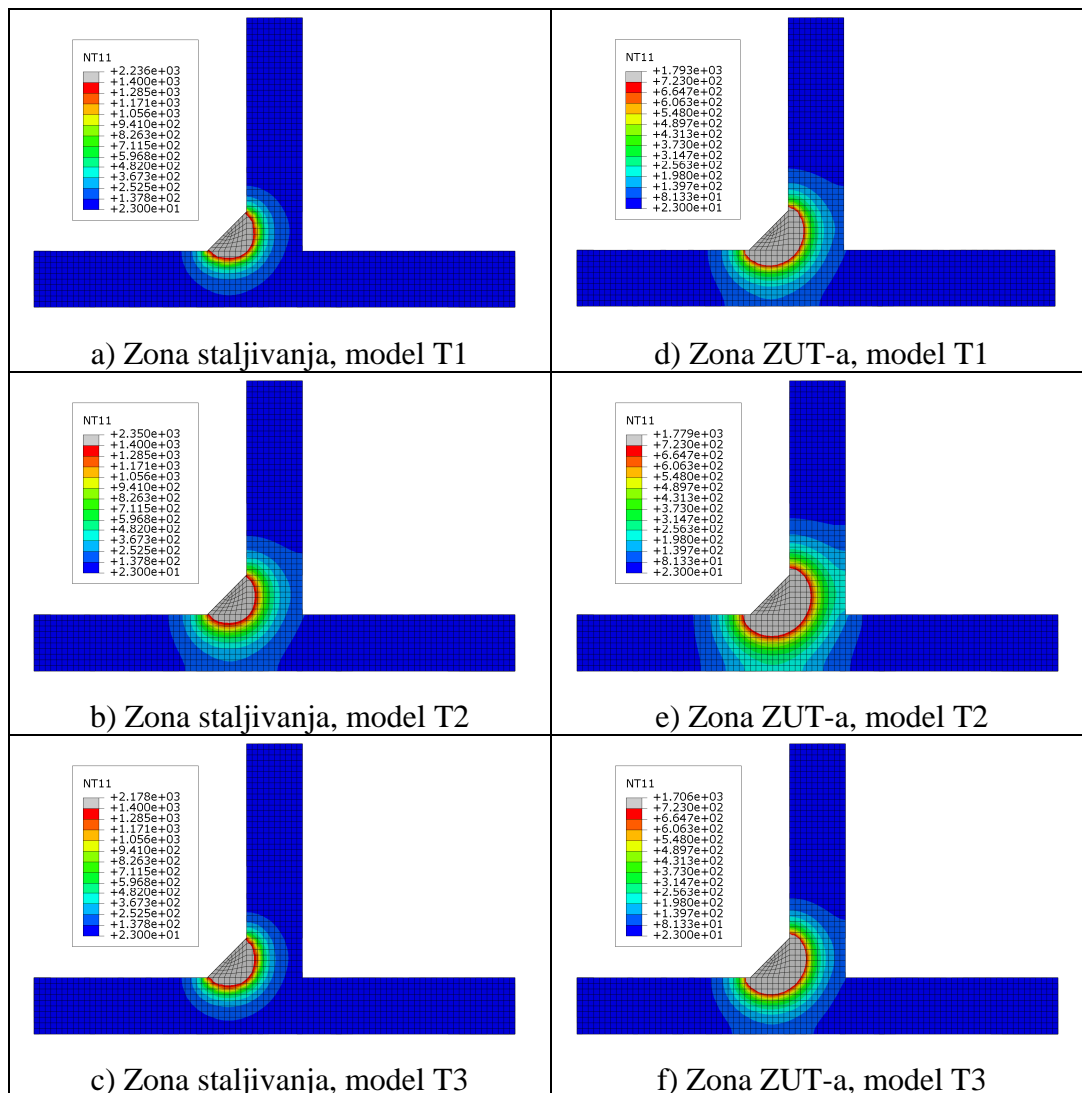 NT11
+2.236e+03
+1.400e+03
+1.285e+03
+1.171e+03
+1.056e+03
+9.410e+02
+8.263e+02
+7.115e+02
+5.968e+02
+4.820e+02
+3.673e+02
+2.525e+02
+1.378e+02
+2.300e+01
a) Zona staljivanja, model T1
NT11
+1.793e+03
+7.230e+02
+6.647e+02
+6.063e+02
+5.480e+02
+4.897e+02
+4.313e+02
+3.730e+02
+3.147e+02
+2.563e+02
+1.980e+02
+1.397e+02
+8.133e+01
+2.300e+01
d) Zona ZUT-a, model T1
NT11
+2.350e+03
+1.400e+03
+1.285e+03
+1.171e+03
+1.056e+03
+9.410e+02
+8.263e+02
+7.115e+02
+5.968e+02
+4.820e+02
+3.673e+02
+2.525e+02
+1.378e+02
+2.300e+01
b) Zona staljivanja, model T2
NT11
+1.779e+03
+7.230e+02
+6.647e+02
+6.063e+02
+5.480e+02
+4.897e+02
+4.313e+02
+3.730e+02
+3.147e+02
+2.563e+02
+1.980e+02
+1.397e+02
+8.133e+01
+2.300e+01
e) Zona ZUT-a, model T2
NT11
+2.178e+03
+1.400e+03
+1.285e+03
+1.171e+03
+1.056e+03
+9.410e+02
+8.263e+02
+7.115e+02
+5.968e+02
+4.820e+02
+3.673e+02
+2.525e+02
+1.378e+02
+2.300e+01
c) Zona staljivanja, model T3
NT11
+1.706e+03
+7.230e+02
+6.647e+02
+6.063e+02
+5.480e+02
+4.897e+02
+4.313e+02
+3.730e+02
+3.147e+02
+2.563e+02
+1.980e+02
+1.397e+02
+8.133e+01
+2.300e+01
f) Zona ZUT-a, model T3